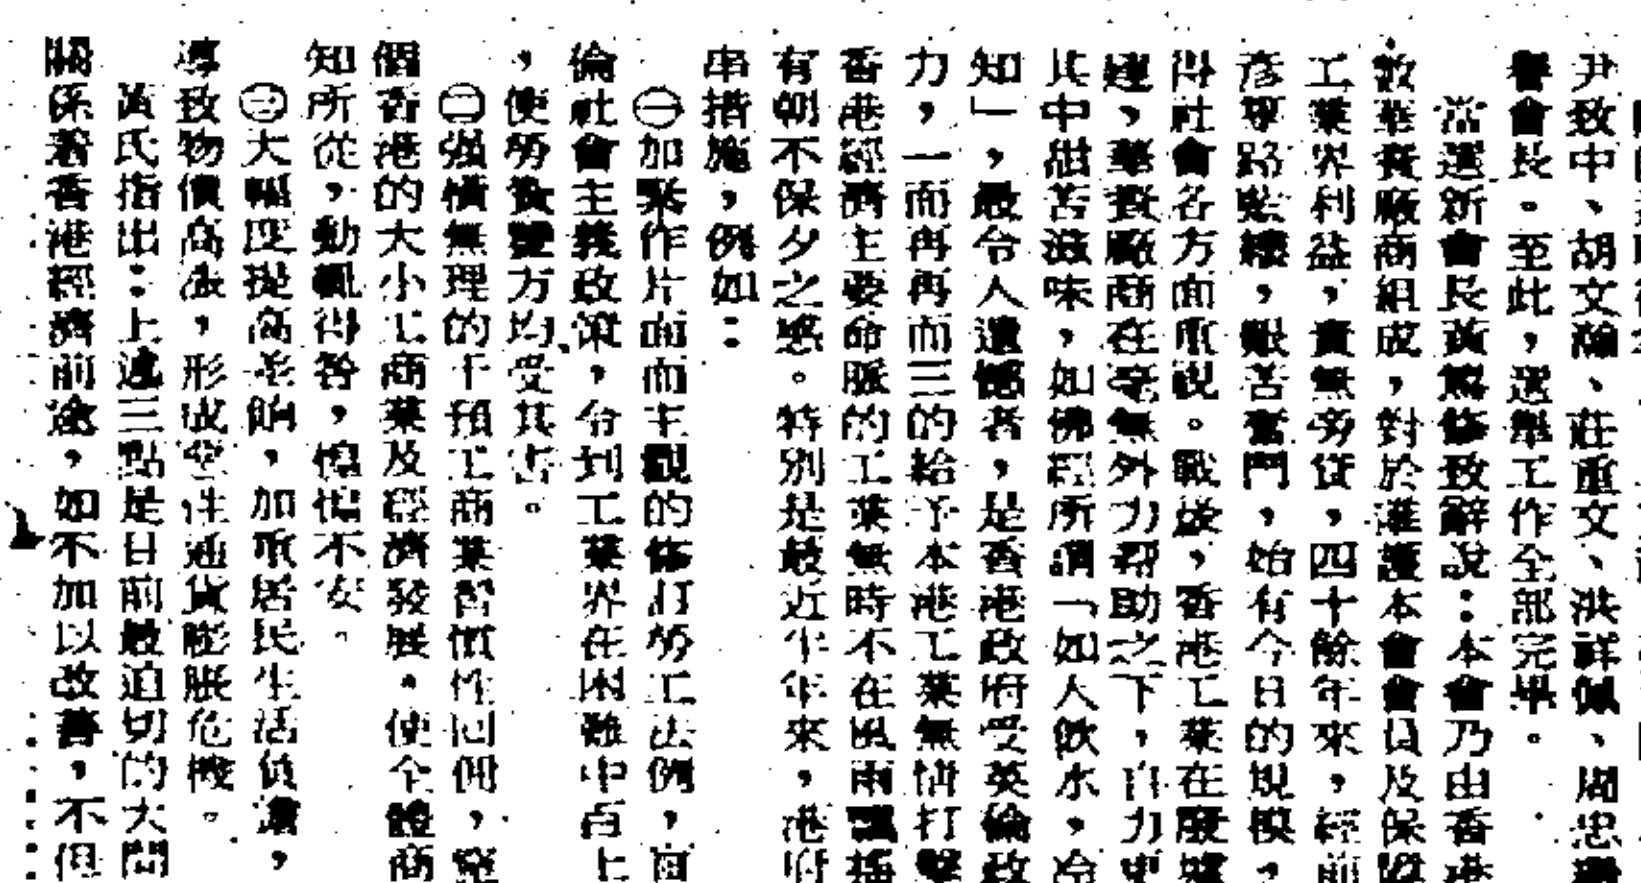 尹致中、胡文瀚、莊重文、洪祥佩、周忠繼
譽會長。至此，選舉工作全部完畢。
當選新會長黃篤修致辭說：本會乃由香港
數華資廠商組成，對於維護本會會員及保障
工業界利益，責無旁貸，四十餘年來，經前
彥篳路藍縷，艱苦奮鬥，始有今日的規模，
得社會各方面重視。戰後，香港工業在廢墟
建，華資廠商在毫無外力幫助之下，自力更
其中甜苦滋味，如佛經所謂「如人飲水，冷
知」，最令人遺憾者，是香港政府受英倫政
力，一而再再而三的給予本港工業無情打擊
香港經濟主要命脈的工業無時不在風雨飄搖
有朝不保夕之感。特別是最近半年來，港府
串措施，例如：
㊀加緊作片面而主觀的修訂勞工法例，
倫社會主義政策，令到工業界在困難中百上
，使勞資雙方均受其害。
㊁強橫無理的干預工商業習慣性回佣，
個香港的大小工商業及經濟發展。使全體商
知所從，動輒得咎，惶惶不安
㊂大幅度提高差餉，加重居民生活負擔，
導致物價高漲，形成空性通貨膨脹危機。
黃氏指出：上述三點是目前最迫切的大問
關係着香港經濟前途，如不加以改善，不但